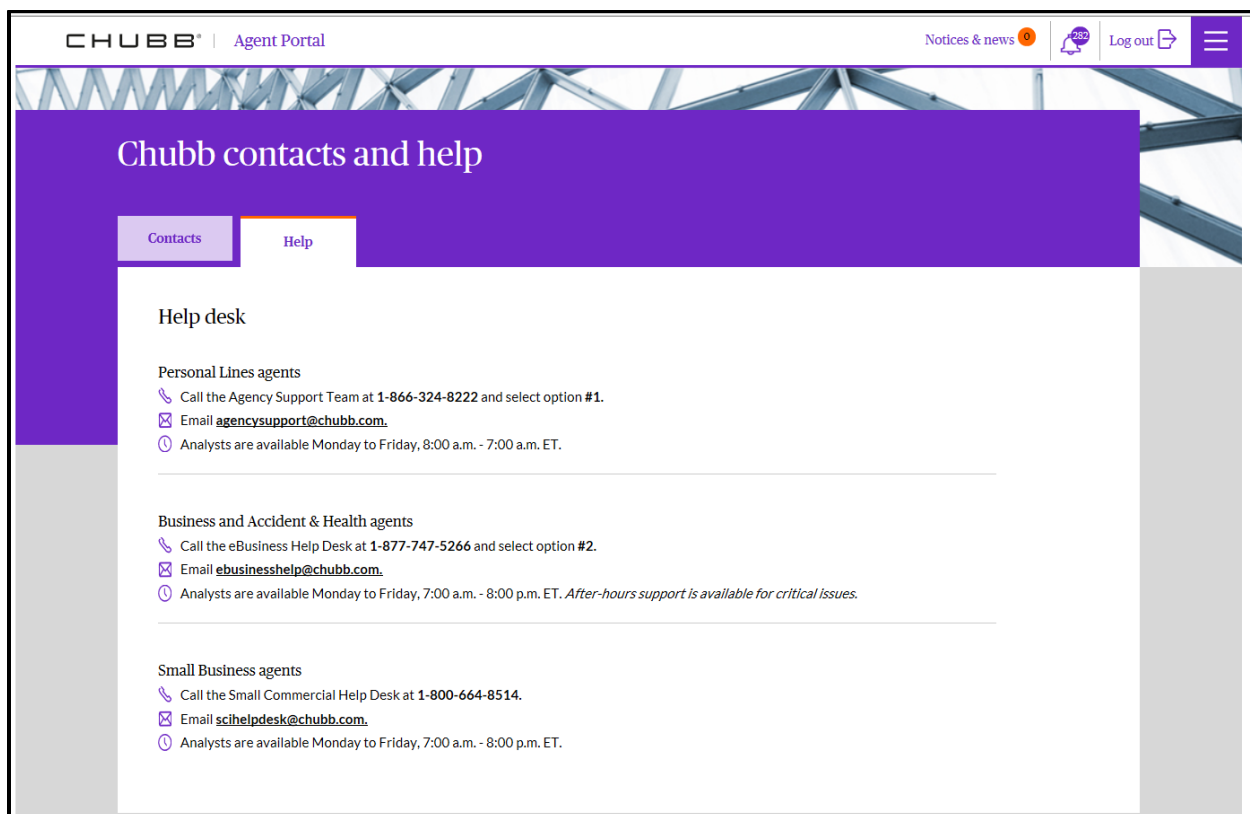 CHUBB® | Agent Portal
Notices & news 0
282
Log out
Chubb contacts and help
Contacts
Help
Help desk
Personal Lines agents
Call the Agency Support Team at 1-866-324-8222 and select option #1.
Email agencysupport@chubb.com.
Analysts are available Monday to Friday, 8:00 a.m. - 7:00 a.m. ET.
Business and Accident & Health agents
Call the eBusiness Help Desk at 1-877-747-5266 and select option #2.
Email ebusinesshelp@chubb.com.
Analysts are available Monday to Friday, 7:00 a.m. - 8:00 p.m. ET. After-hours support is available for critical issues.
Small Business agents
Call the Small Commercial Help Desk at 1-800-664-8514.
Email scihelpdesk@chubb.com.
Analysts are available Monday to Friday, 7:00 a.m. - 8:00 p.m. ET.